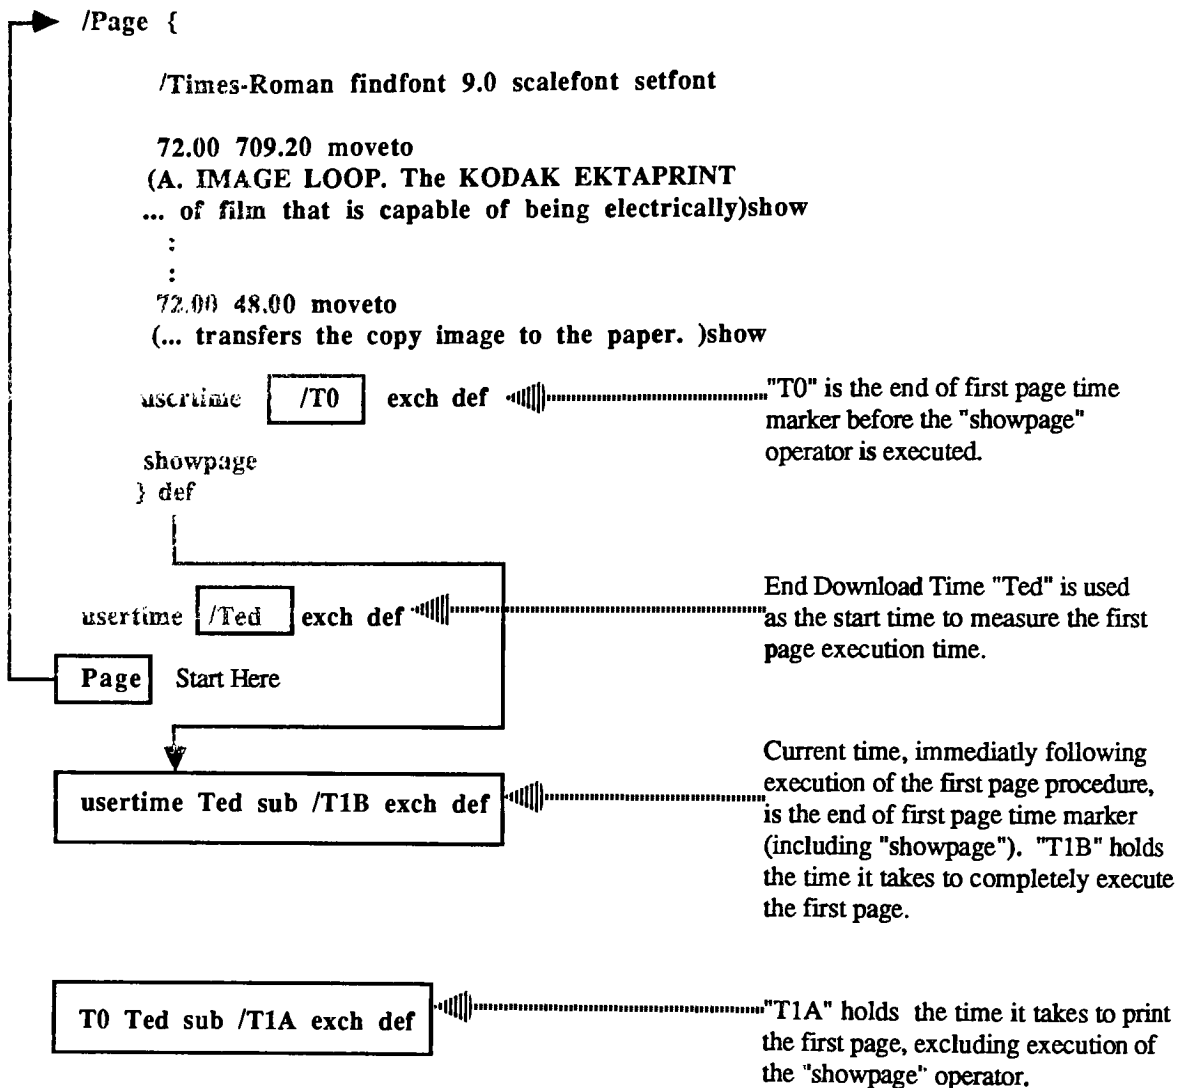 /Page {
/Times-Roman findfont 9.0 scalefont setfont
72.00 709.20 moveto
(A. IMAGE LOOP. The KODAK EKTAPRINT
... of film that is capable of being electrically)show
:
:
72.00 48.00 moveto
(... transfers the copy image to the paper. )show
usertime /T0 exch def
"T0" is the end of first page time
marker before the "showpage"
operator is executed.
showpage
} def
usertime /Ted exch def
End Download Time "Ted" is used
as the start time to measure the first
page execution time.
Page Start Here
usertime Ted sub /T1B exch def
Current time, immediatly following
execution of the first page procedure,
is the end of first page time marker
(including "showpage"). "T1B" holds
the time it takes to completely execute
the first page.
T0 Ted sub /T1A exch def
"T1A" holds the time it takes to print
the first page, excluding execution of
the "showpage" operator.